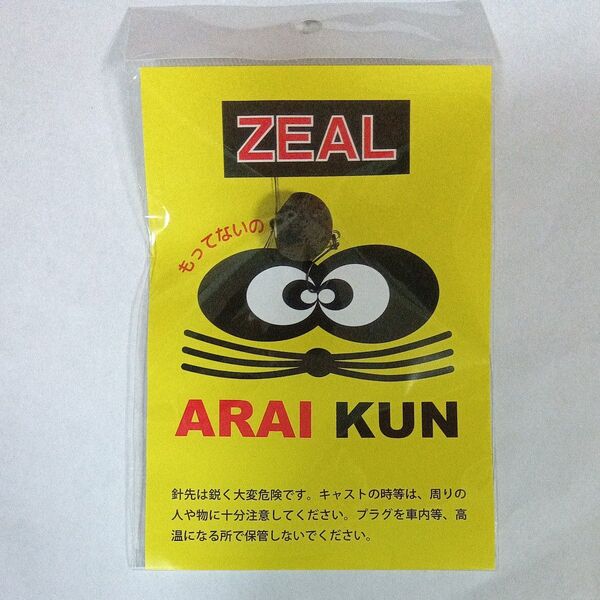 ZEAL
もってないの
ARAI KUN
針先は鋭く大変危険です。キャストの時等は、周りの
人や物に十分注意してください。プラグを車内等、高
温になる所で保管しないでください。